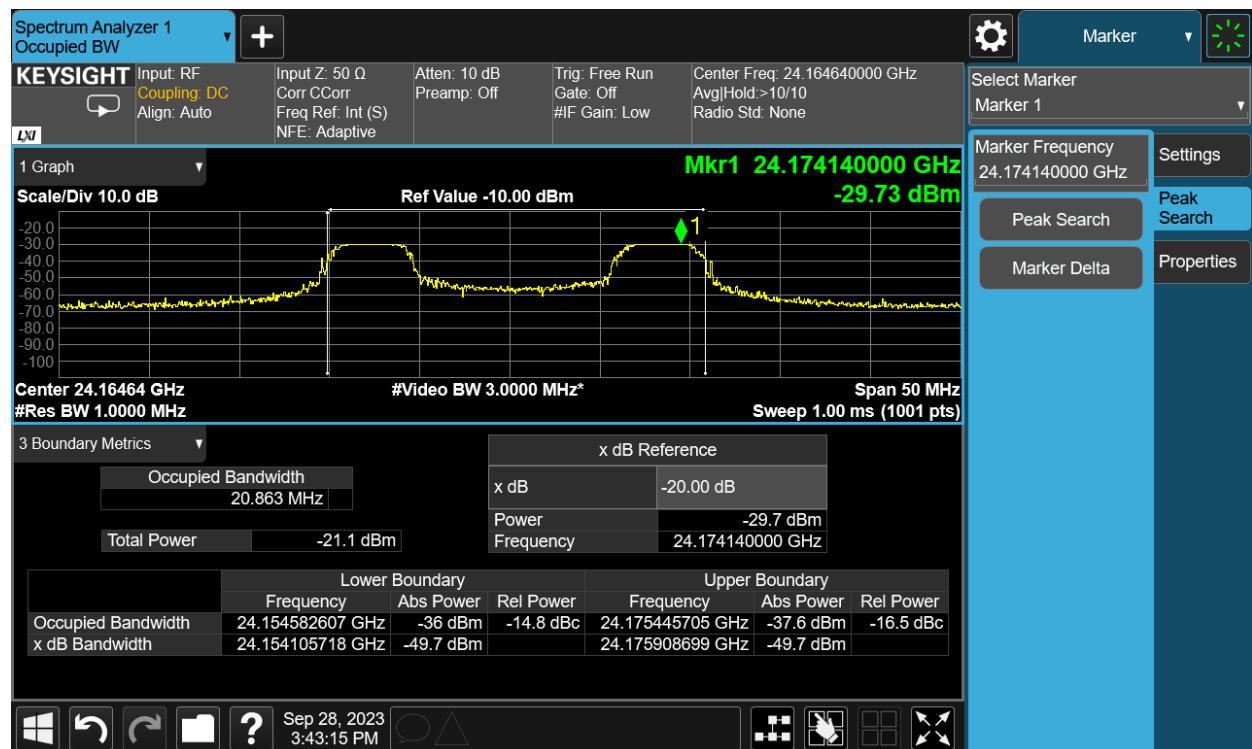 Spectrum Analyzer 1
Occupied BW
Marker
KEYSIGHT
LXI
Input: RF
Coupling: DC
Align: Auto
Input Z: 50 Ω
Corr CCorr
Freq Ref: Int (S)
NFE: Adaptive
Atten: 10 dB
Preamp: Off
Trig: Free Run
Gate: Off
#IF Gain: Low
Center Freq: 24.164640000 GHz
Avg|Hold:>10/10
Radio Std: None
Select Marker
Marker 1
Marker Frequency
24.174140000 GHz
Peak Search
Marker Delta
Settings
Peak
Search
Properties
1 Graph
Mkr1 24.174140000 GHz
-29.73 dBm
Scale/Div 10.0 dB
Ref Value -10.00 dBm
1
-20.0
-30.0
-40.0
-50.0
-60.0
-70.0
-80.0
-90.0
-100
Center 24.16464 GHz
#Video BW 3.0000 MHz*
Span 50 MHz
#Res BW 1.0000 MHz
Sweep 1.00 ms (1001 pts)
3 Boundary Metrics
Occupied Bandwidth
20.863 MHz
Total Power -21.1 dBm
x dB Reference
x dB -20.00 dB
Power -29.7 dBm
Frequency 24.174140000 GHz
Lower Boundary Upper Boundary
Frequency Abs Power Rel Power Frequency Abs Power Rel Power
Occupied Bandwidth 24.154582607 GHz -36 dBm -14.8 dBc 24.175445705 GHz -37.6 dBm -16.5 dBc
x dB Bandwidth 24.154105718 GHz -49.7 dBm 24.175908699 GHz -49.7 dBm
?
Sep 28, 2023
3:43:15 PM